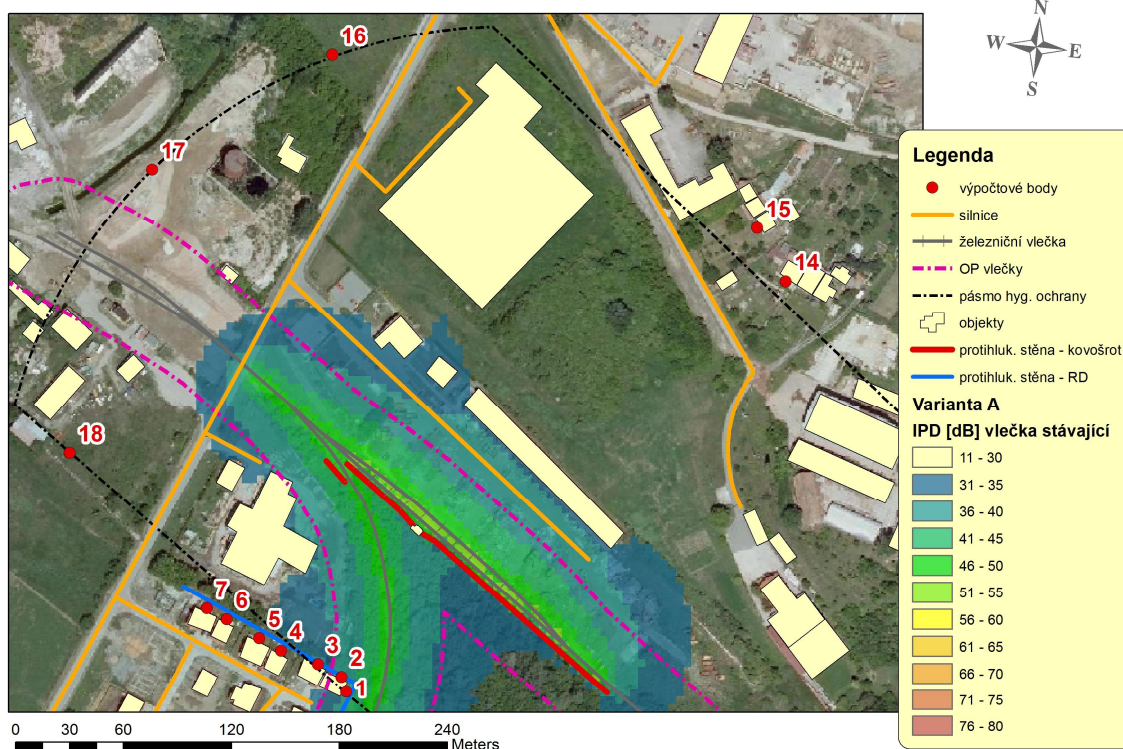 N
W E
S
16
17
15
14
18
7
6
5
4
3
2
1
Legenda
výpočtové body
silnice
železniční vlečka
OP vlečky
pásmo hyg. ochrany
objekty
protihluk. stěna - kovošrot
protihluk. stěna - RD
Varianta A
IPD [dB] vlečka stávající
11 - 30
31 - 35
36 - 40
41 - 45
46 - 50
51 - 55
56 - 60
61 - 65
66 - 70
71 - 75
76 - 80
0 30 60 120 180 240
Meters